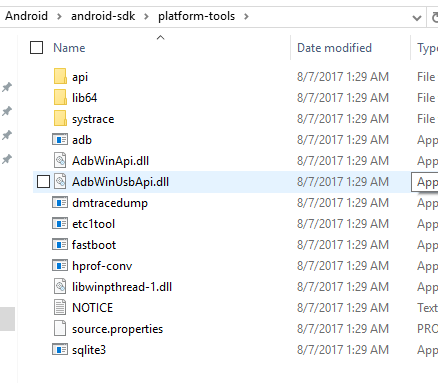 Android > android-sdk > platform-tools
Name Date modified Typ
api 8/7/2017 1:29 AM File
lib64 8/7/2017 1:29 AM File
systrace 8/7/2017 1:29 AM File
adb 8/7/2017 1:29 AM App
AdbWinApi.dll 8/7/2017 1:29 AM App
AdbWinUsbApi.dll 8/7/2017 1:29 AM App
dmtracedump 8/7/2017 1:29 AM App
etc1tool 8/7/2017 1:29 AM App
fastboot 8/7/2017 1:29 AM App
hprof-conv 8/7/2017 1:29 AM App
libwinpthread-1.dll 8/7/2017 1:29 AM App
NOTICE 8/7/2017 1:29 AM Text
source.properties 8/7/2017 1:29 AM PRO
sqlite3 8/7/2017 1:29 AM App